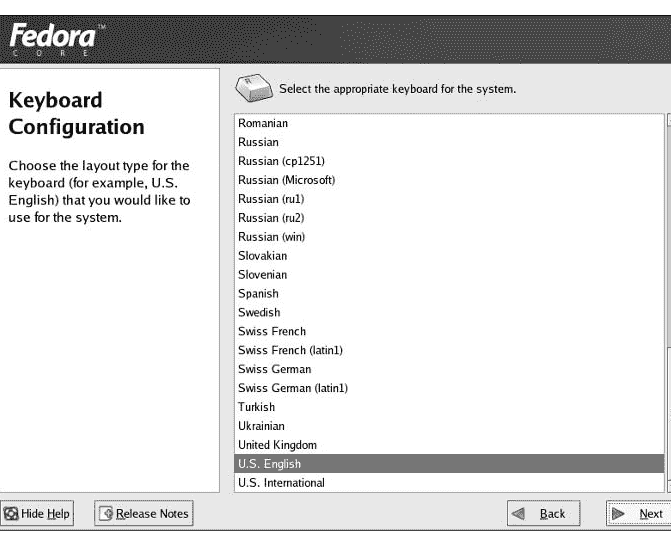 Fedora™
CORE
Keyboard
Configuration
Choose the layout type for the
keyboard (for example, U.S.
English) that you would like to
use for the system.
Select the appropriate keyboard for the system.
Romanian
Russian
Russian (cp1251)
Russian (Microsoft)
Russian (ru1)
Russian (ru2)
Russian (win)
Slovakian
Slovenian
Spanish
Swedish
Swiss French
Swiss French (latin1)
Swiss German
Swiss German (latin1)
Turkish
Ukrainian
United Kingdom
U.S. English
U.S. International
Hide Help
Release Notes
Back
Next